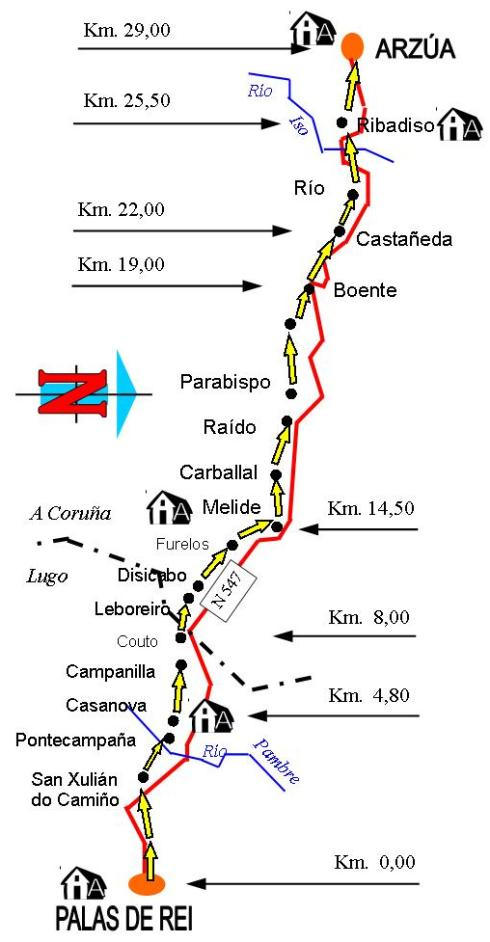 Km. 29,00
A
ARZÚA
Km. 25,50
Río
Iso
Ribadiso
A
Río
Km. 22,00
Castañeda
Km. 19,00
Boente
N
Parabispo
Raído
Carballal
A
Melide
Km. 14,50
A Coruña
Furelos
Lugo
Disicabo
N 547
Leboreiro
Couto
Km. 8,00
Campanilla
Km. 4,80
Casanova
A
Pontecampaña
Río
Pambre
San Xulián
do Camiño
Km. 0,00
A
PALAS DE REI